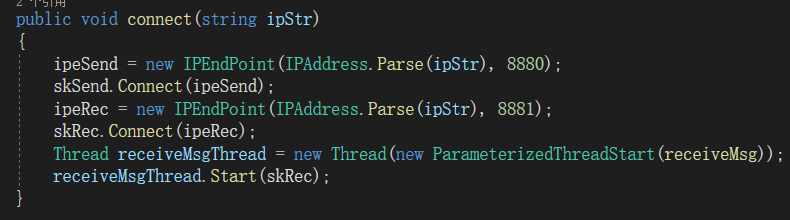 2 个引用
public void connect(string ipStr)
{
ipeSend = new IPEndPoint(IPAddress.Parse(ipStr), 8880);
skSend.Connect(ipeSend);
ipeRec = new IPEndPoint(IPAddress.Parse(ipStr), 8881);
skRec.Connect(ipeRec);
Thread receiveMsgThread = new Thread(new ParameterizedThreadStart(receiveMsg));
receiveMsgThread.Start(skRec);
}